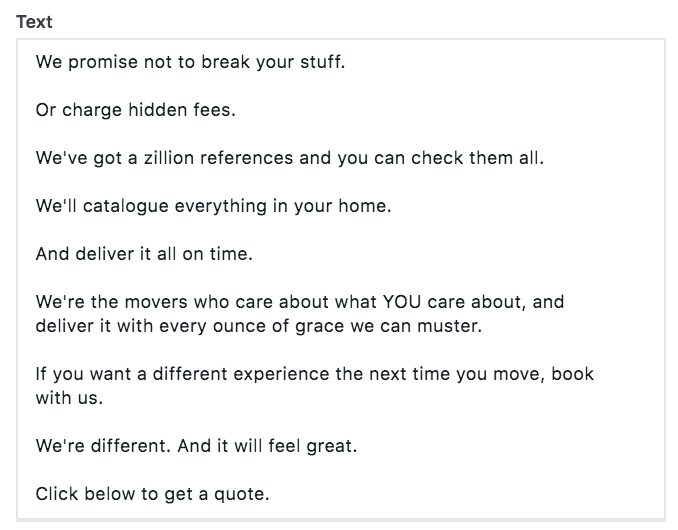 Text
We promise not to break your stuff.
Or charge hidden fees.
We've got a zillion references and you can check them all.
We'll catalogue everything in your home.
And deliver it all on time.
We're the movers who care about what YOU care about, and
deliver it with every ounce of grace we can muster.
If you want a different experience the next time you move, book
with us.
We're different. And it will feel great.
Click below to get a quote.